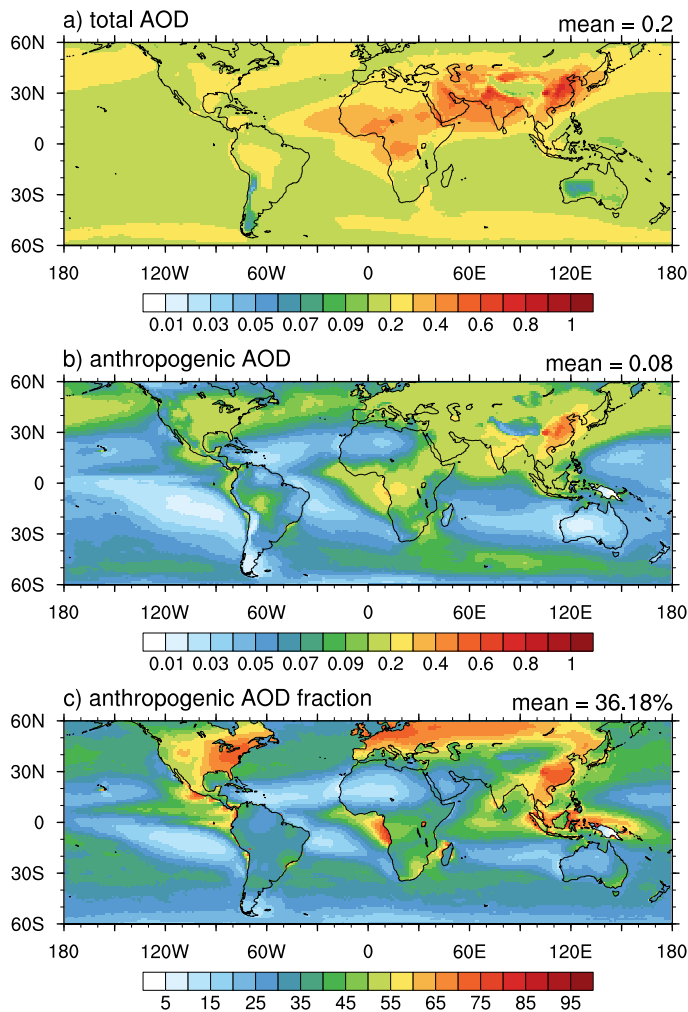 a) total AOD mean = 0.2
60N
30N
0
30S
60S
180 120W 60W 0 60E 120E 180
0.01 0.03 0.05 0.07 0.09 0.2 0.4 0.6 0.8 1
b) anthropogenic AOD mean = 0.08
60N
30N
0
30S
60S
180 120W 60W 0 60E 120E 180
0.01 0.03 0.05 0.07 0.09 0.2 0.4 0.6 0.8 1
c) anthropogenic AOD fraction mean = 36.18%
60N
30N
0
30S
60S
180 120W 60W 0 60E 120E 180
5 15 25 35 45 55 65 75 85 95